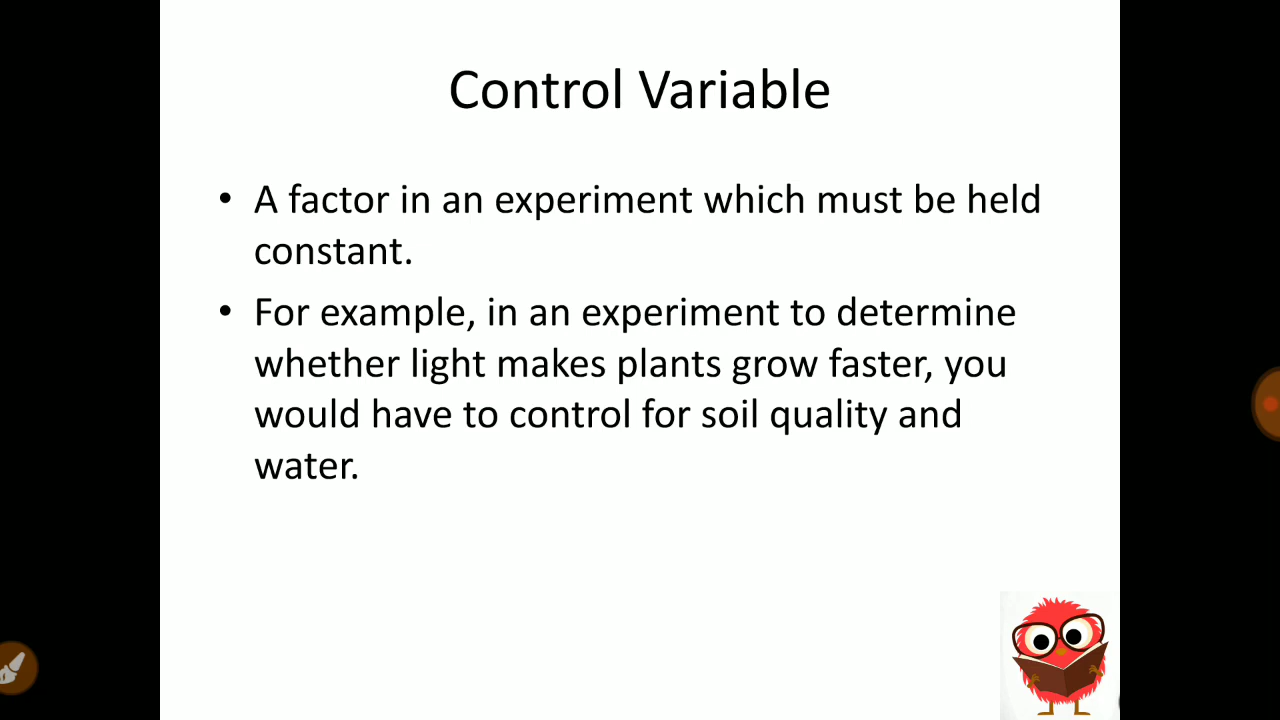 Control Variable
• A factor in an experiment which must be held
constant.
• For example, in an experiment to determine
whether light makes plants grow faster, you
would have to control for soil quality and
water.